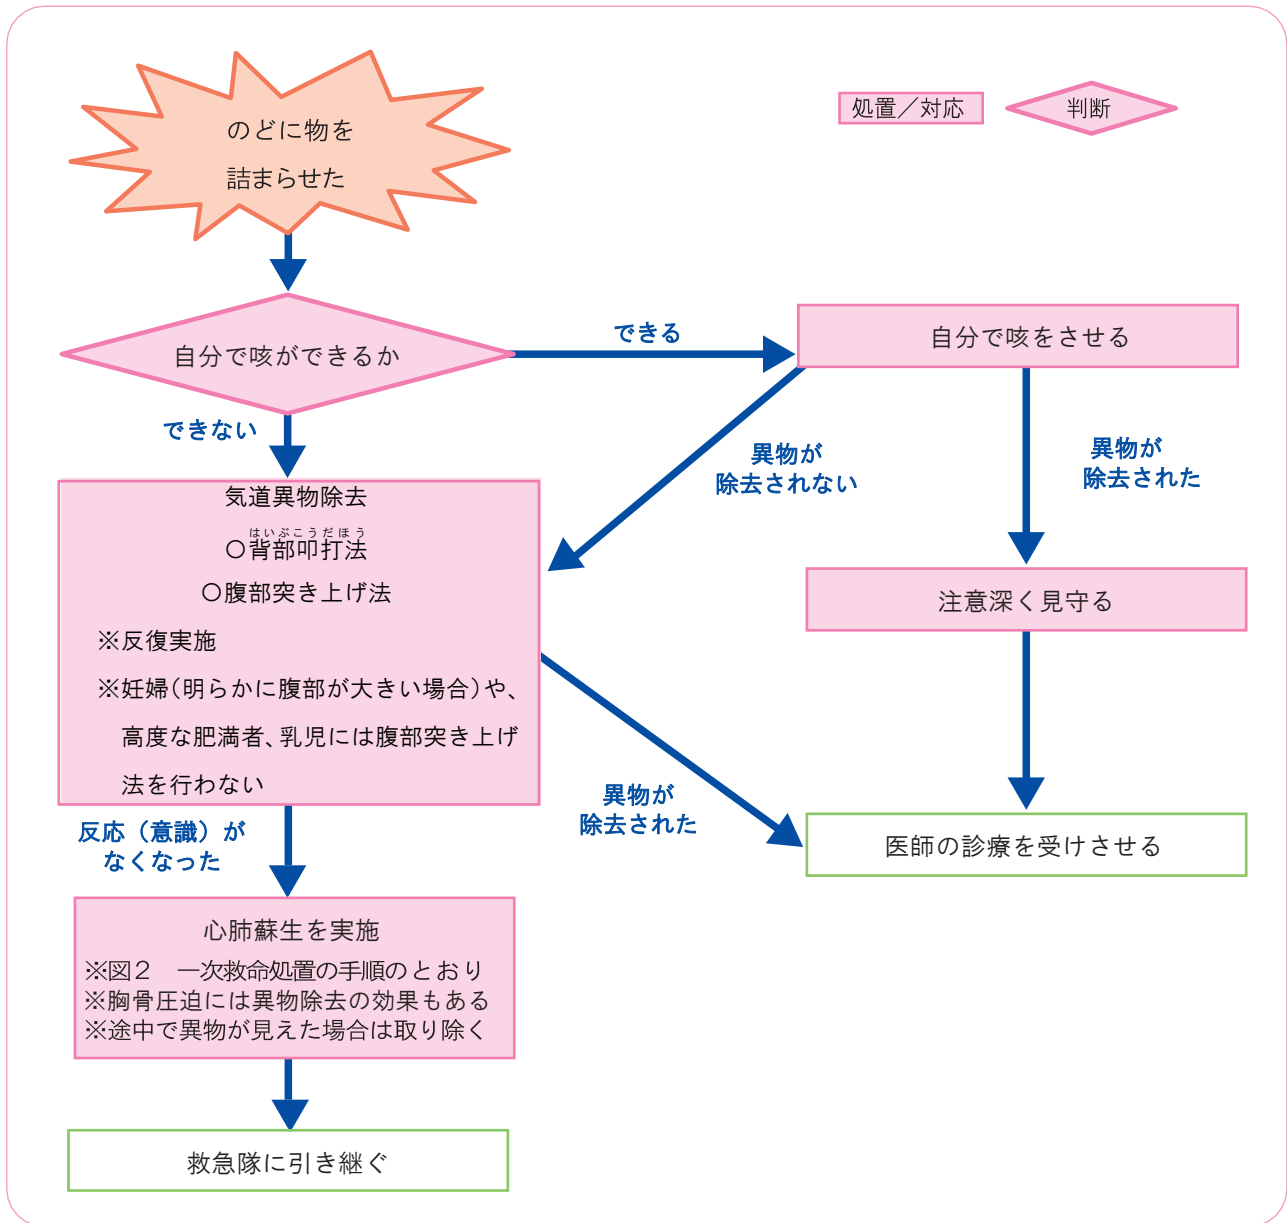 のどに物を
詰まらせた
処置／対応
判断
自分で咳ができるか
できる
自分で咳をさせる
できない
異物が
除去されない
異物が
除去された
気道異物除去
はいぶこうだほう
〇背部叩打法
〇腹部突き上げ法
※反復実施
※妊婦（明らかに腹部が大きい場合）や、
高度な肥満者、乳児には腹部突き上げ
法を行わない
注意深く見守る
異物が
除去された
医師の診療を受けさせる
反応（意識）が
なくなった
心肺蘇生を実施
※図２　一次救命処置の手順のとおり
※胸骨圧迫には異物除去の効果もある
※途中で異物が見えた場合は取り除く
救急隊に引き継ぐ